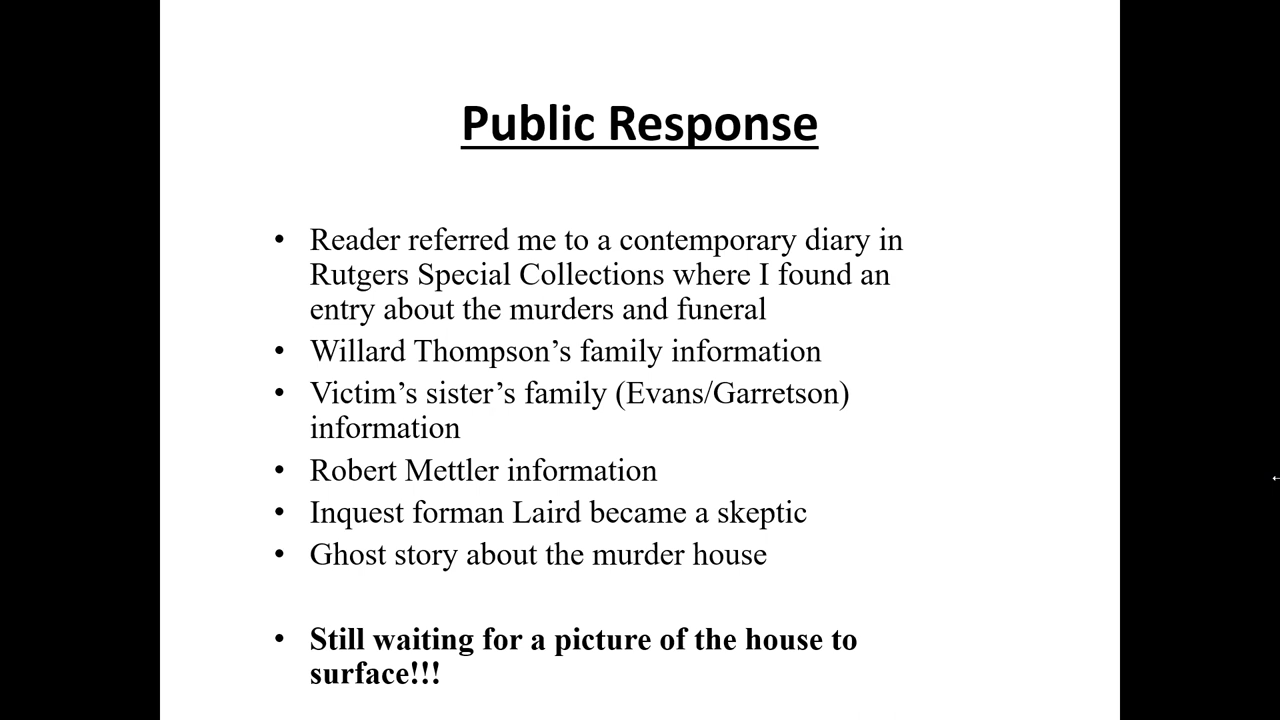 Public Response
• Reader referred me to a contemporary diary in
Rutgers Special Collections where I found an
entry about the murders and funeral
• Willard Thompson’s family information
• Victim’s sister’s family (Evans/Garretson)
information
• Robert Mettler information
• Inquest forman Laird became a skeptic
• Ghost story about the murder house
• Still waiting for a picture of the house to
surface!!!